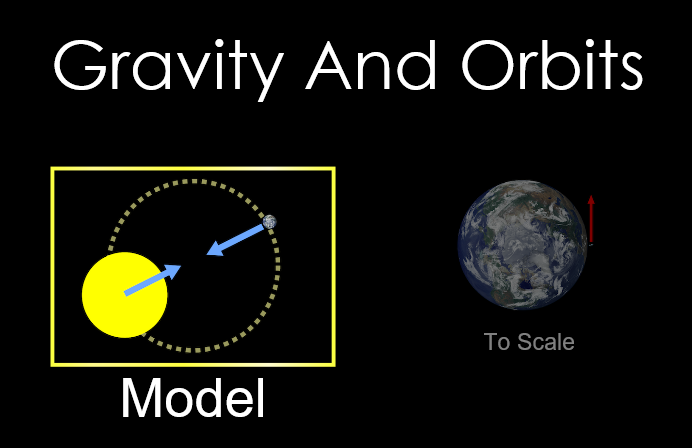 Gravity And Orbits
Model
To Scale